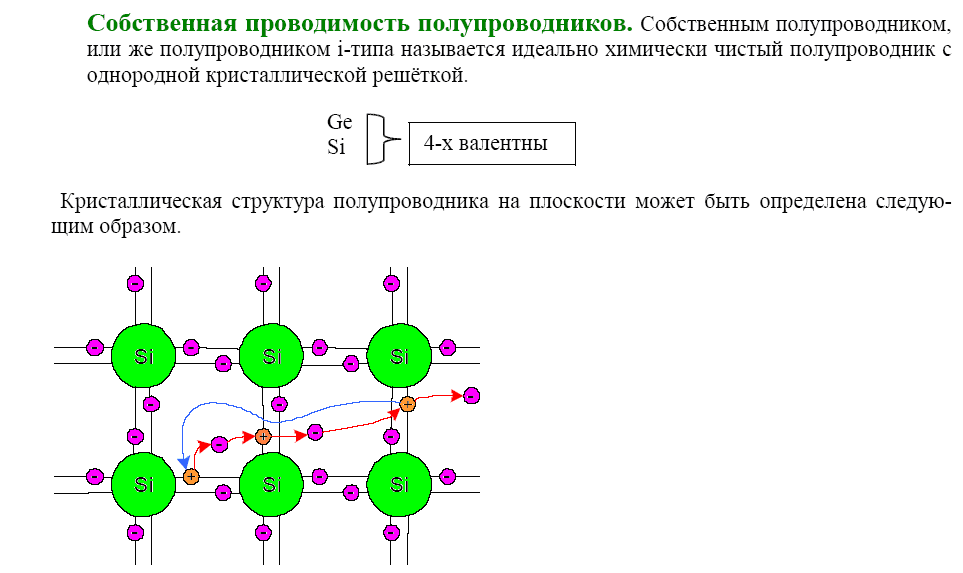 Собственная проводимость полупроводников. Собственным полупроводником,
или же полупроводником i-типа называется идеально химически чистый полупроводник с
однородной кристаллической решёткой.
Ge
Si
4-х валентны
Кристаллическая структура полупроводника на плоскости может быть определена следую-
щим образом.
- - -
- - - - - -
Si Si Si
- - - + -
- + - -
- + - - - -
Si Si Si
- - -